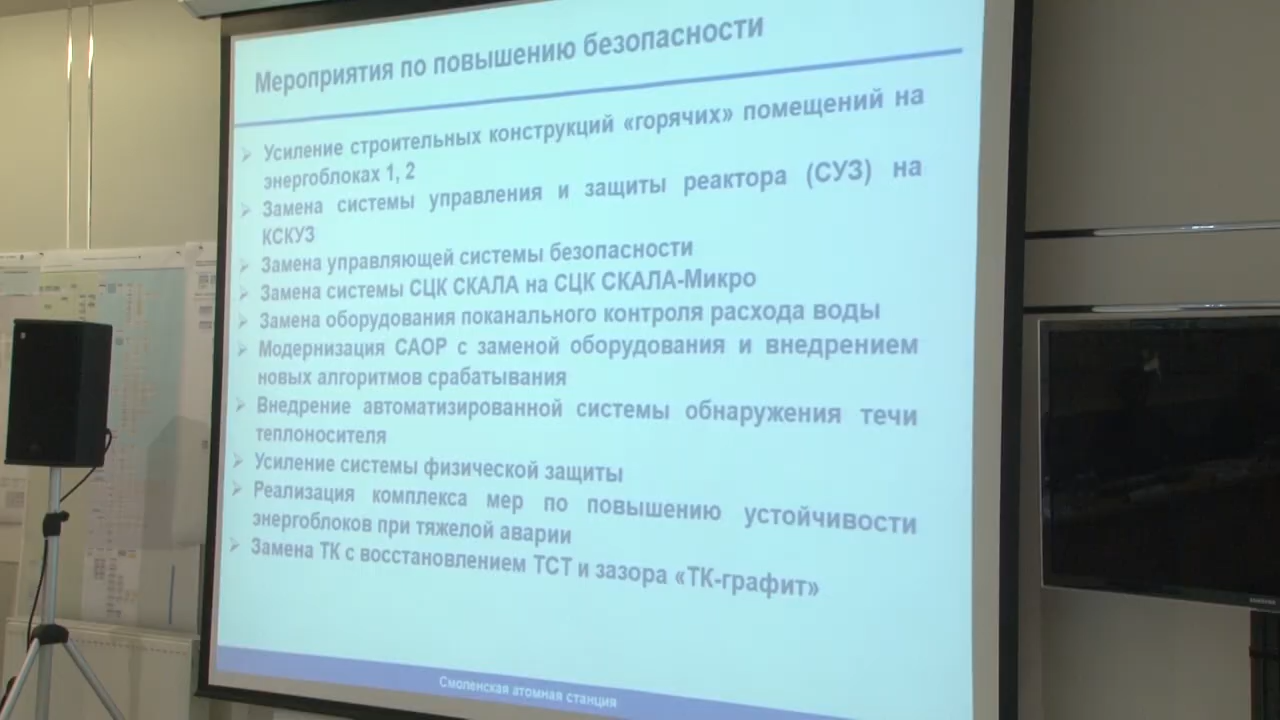 Мероприятия по повышению безопасности
Усиление строительных конструкций «горячих» помещений на
энергоблоках 1, 2
Замена системы управления и защиты реактора (СУЗ) на
КСКУЗ
Замена управляющей системы безопасности
Замена системы СЦК СКАЛА на СЦК СКАЛА-Микро
Замена оборудования поканального контроля расхода воды
Модернизация САОР с заменой оборудования и внедрением
новых алгоритмов срабатывания
Внедрение автоматизированной системы обнаружения течи
теплоносителя
Усиление системы физической защиты
Реализация комплекса мер по повышению устойчивости
энергоблоков при тяжелой аварии
Замена ТК с восстановлением ТСТ и зазора «ТК-графит»
Смоленская атомная станция
SAMSUNG